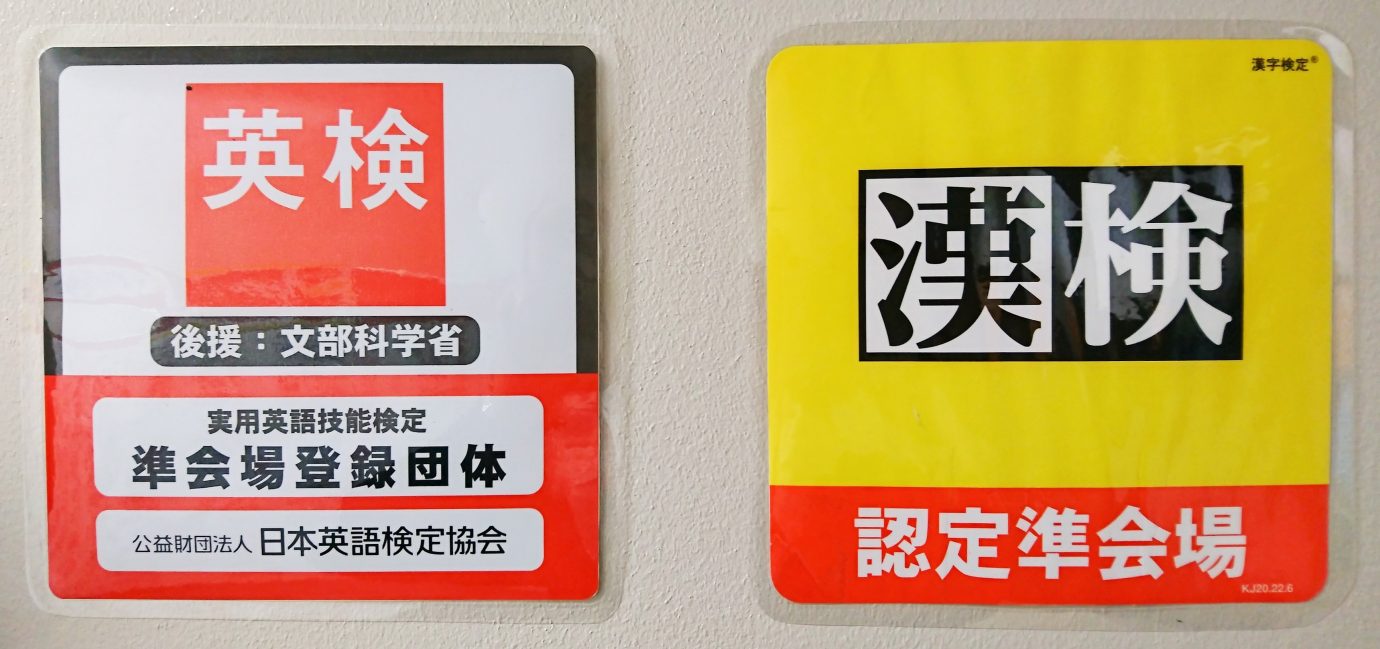 英検
後援：文部科学省
実用英語技能検定
準会場登録団体
公益財団法人 日本英語検定協会
漢字検定®
漢検
認定準会場
KJ20.22.6